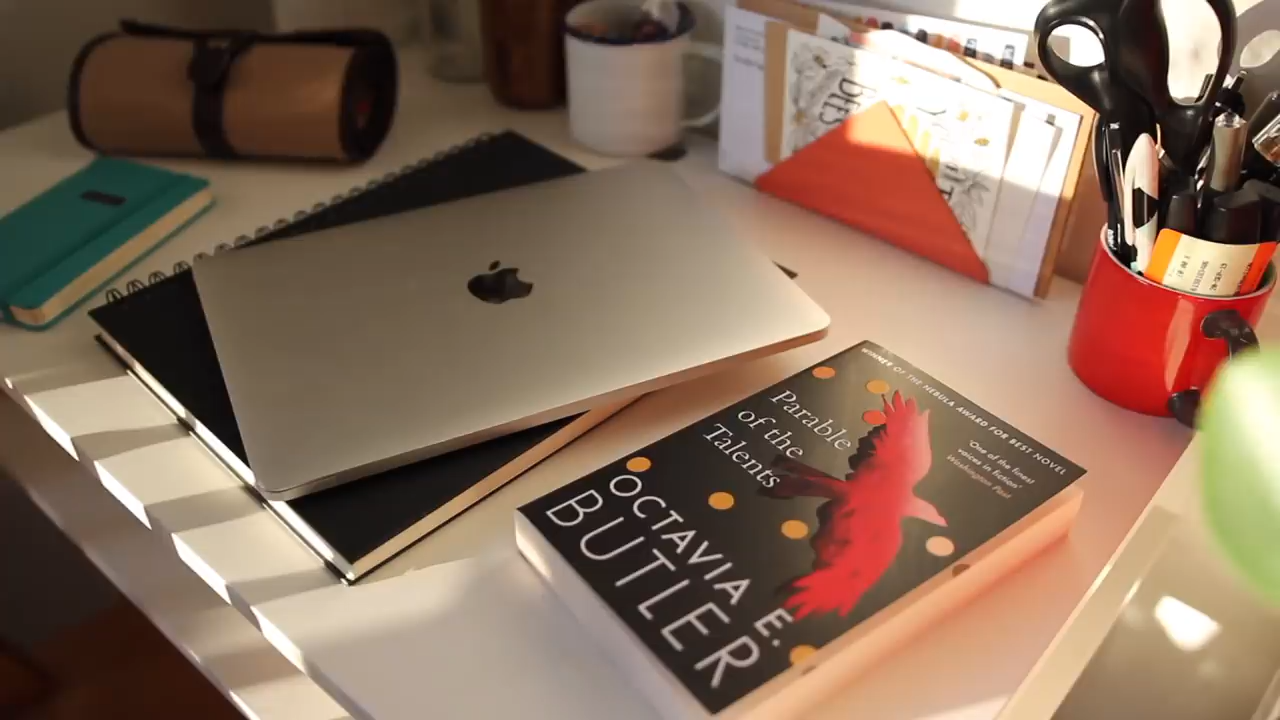 WINNER OF THE NEBULA AWARD FOR BEST NOVEL
'One of the finest
voices in fiction'
Washington Post
Parable
of the
Talents
OCTAVIA E.
BUTLER